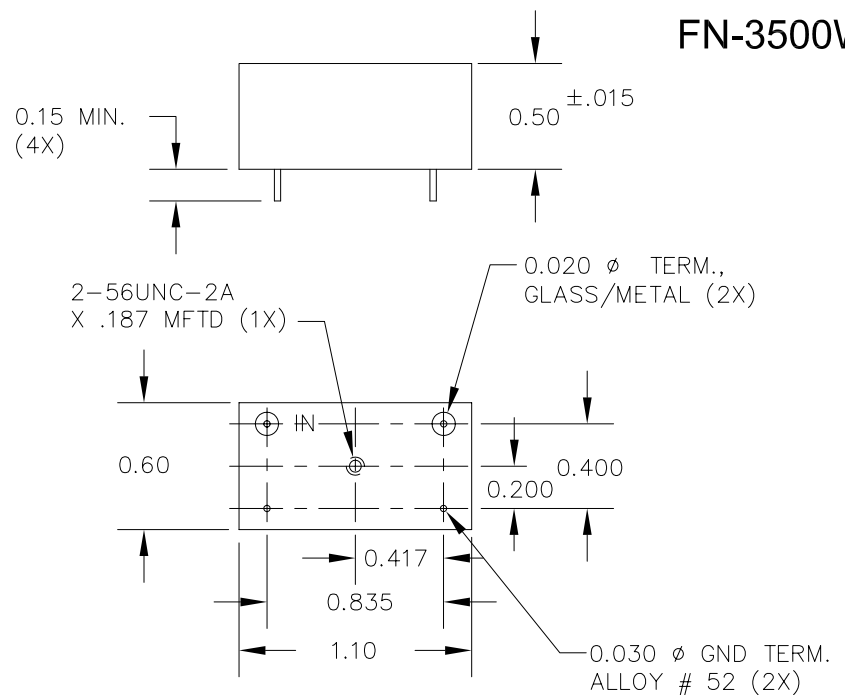 FN-3500W
0.15 MIN.
(4X)
0.50 ±.015
2-56UNC-2A
X .187 MFTD (1X)
0.020 ⌀ TERM.,
GLASS/METAL (2X)
IN
0.60
0.400
0.200
0.417
0.835
1.10
0.030 ⌀ GND TERM.
ALLOY # 52 (2X)